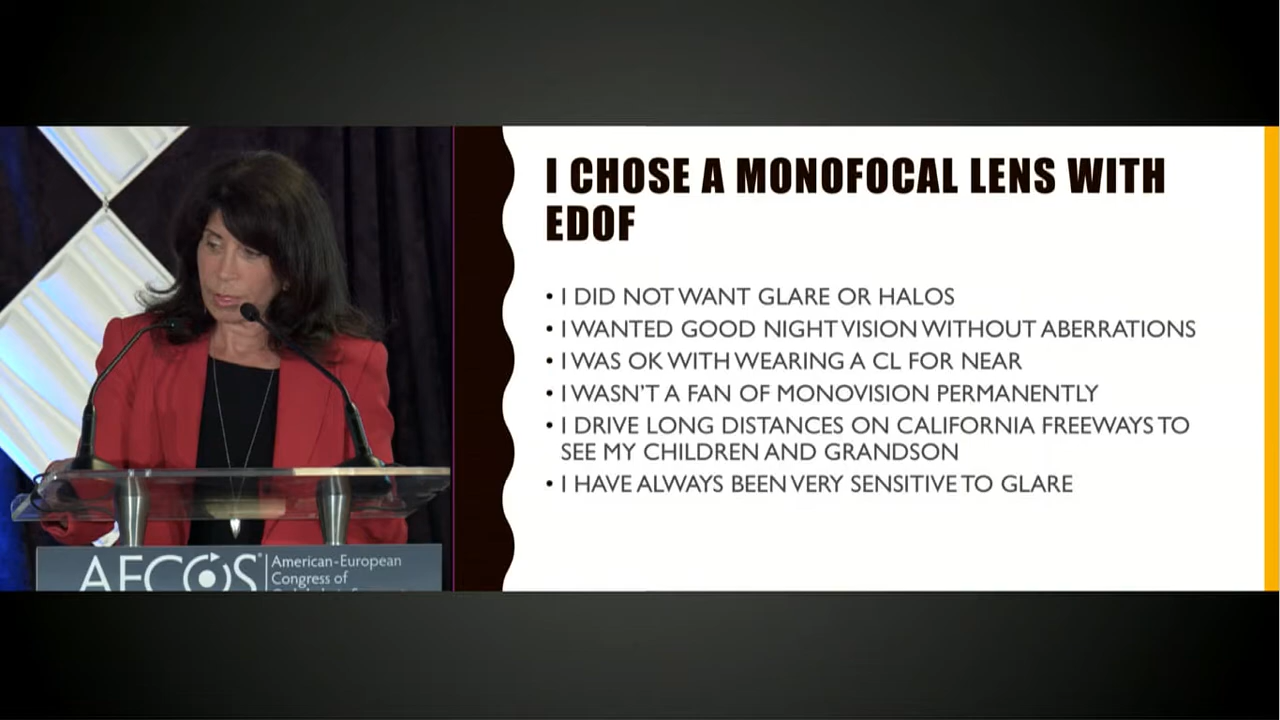 I CHOSE A MONOFOCAL LENS WITH
EDOF
• I DID NOT WANT GLARE OR HALOS
• I WANTED GOOD NIGHT VISION WITHOUT ABERRATIONS
• I WAS OK WITH WEARING A CL FOR NEAR
• I WASN'T A FAN OF MONOVISION PERMANENTLY
• I DRIVE LONG DISTANCES ON CALIFORNIA FREEWAYS TO
SEE MY CHILDREN AND GRANDSON
• I HAVE ALWAYS BEEN VERY SENSITIVE TO GLARE
AECOS®
American-European
Congress of